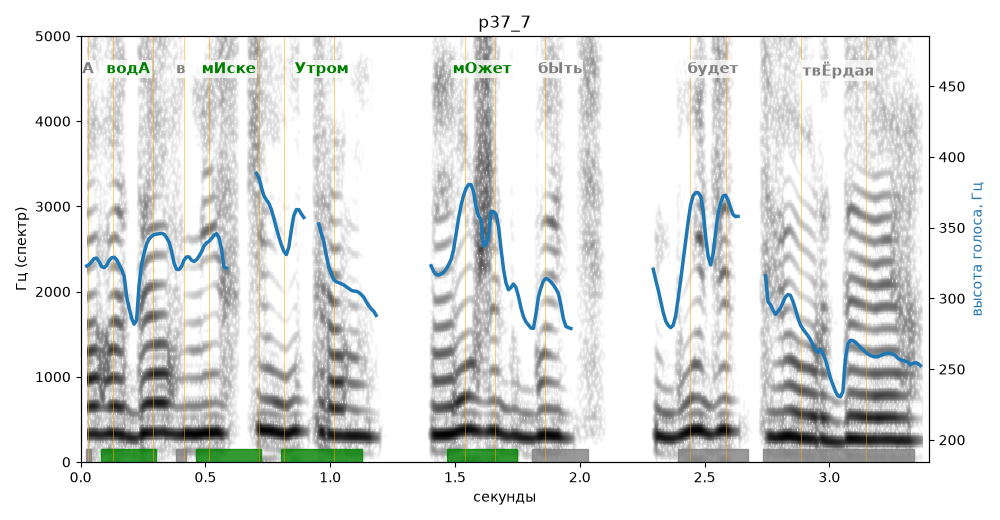 p37_7
А водА в мИске Утром мОжет бЫть будет твЁрдая
5000
4000
3000
2000
1000
0
Гц (спектр)
450
400
350
300
250
200
высота голоса, Гц
0.0 0.5 1.0 1.5 2.0 2.5 3.0
секунды